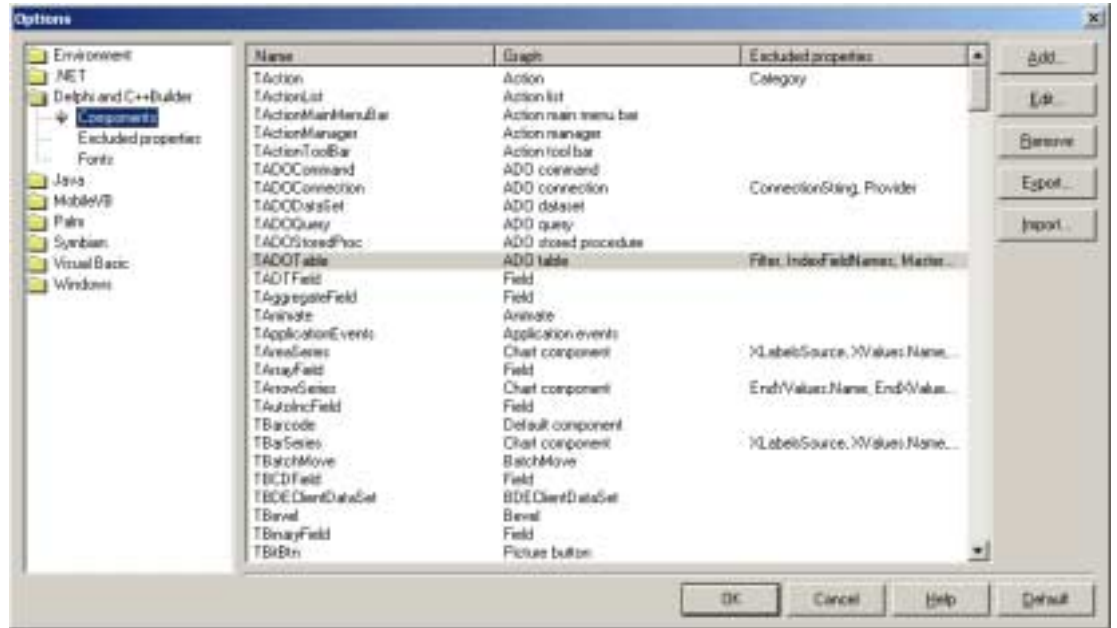 Options
Environment
.NET
Delphi and C++Builder
Components
Excluded properties
Fonts
Java
MobileVB
Palm
Symbian
Visual Basic
Windows
Name Graph Excluded properties
TAction Action Category
TActionList Action list
TActionMainMenuBar Action main menu bar
TActionManager Action manager
TActionToolBar Action tool bar
TADOCommand ADO command
TADOConnection ADO connection ConnectionString, Provider
TADODataSet ADO dataset
TADOQuery ADO query
TADOStoredProc ADO stored procedure
TADOTable ADO table Filter, IndexFieldNames, Master...
TADTField Field
TAggregateField Field
TAnimate Animate
TApplicationEvents Application events
TAreaSeries Chart component XLabelsSource, XValues.Name,...
TArrayField Field
TArrowSeries Chart component EndYValues.Name, EndXValue...
TAutoIncField Field
TBarcode Default component
TBarSeries Chart component XLabelsSource, XValues.Name,...
TBatchMove BatchMove
TBCDField Field
TBDEClientDataSet BDEClientDataSet
TBevel Bevel
TBinaryField Field
TBitBtn Picture button
Add...
Edit...
Remove
Export...
Import...
OK Cancel Help Default